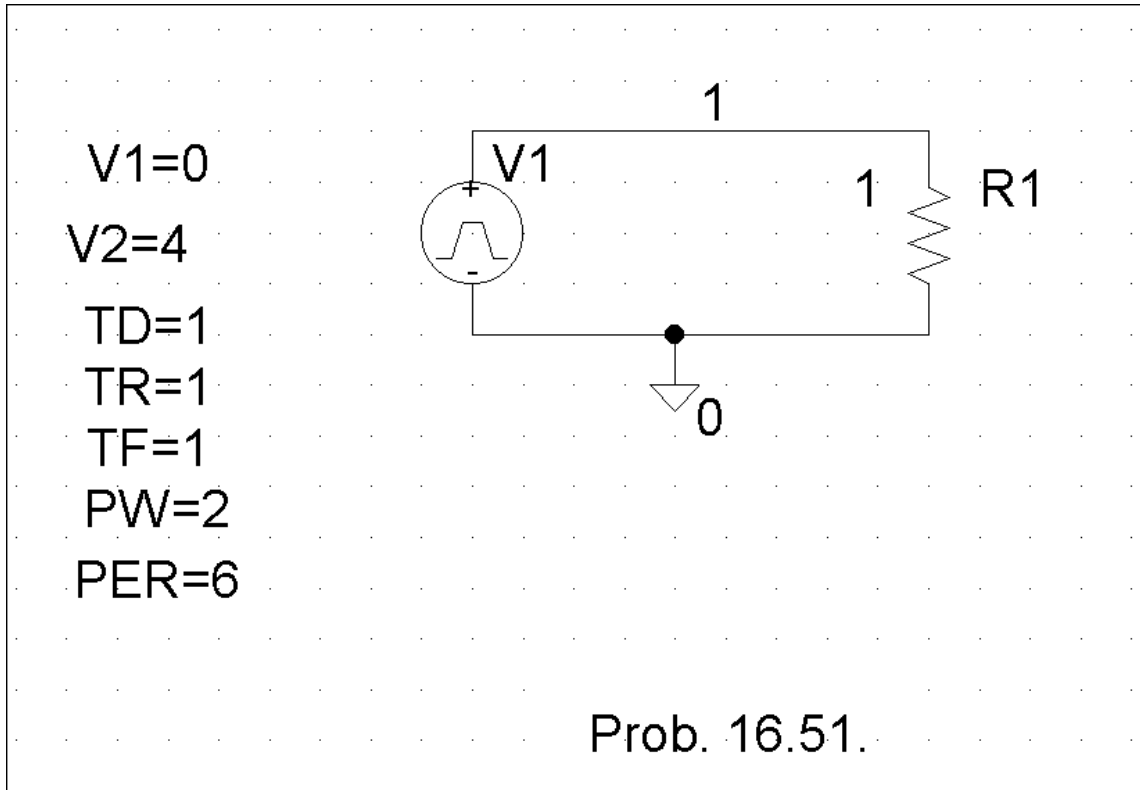 1
V1=0
V1
1
R1
V2=4
+
-
TD=1
TR=1
0
TF=1
PW=2
PER=6
Prob. 16.51.